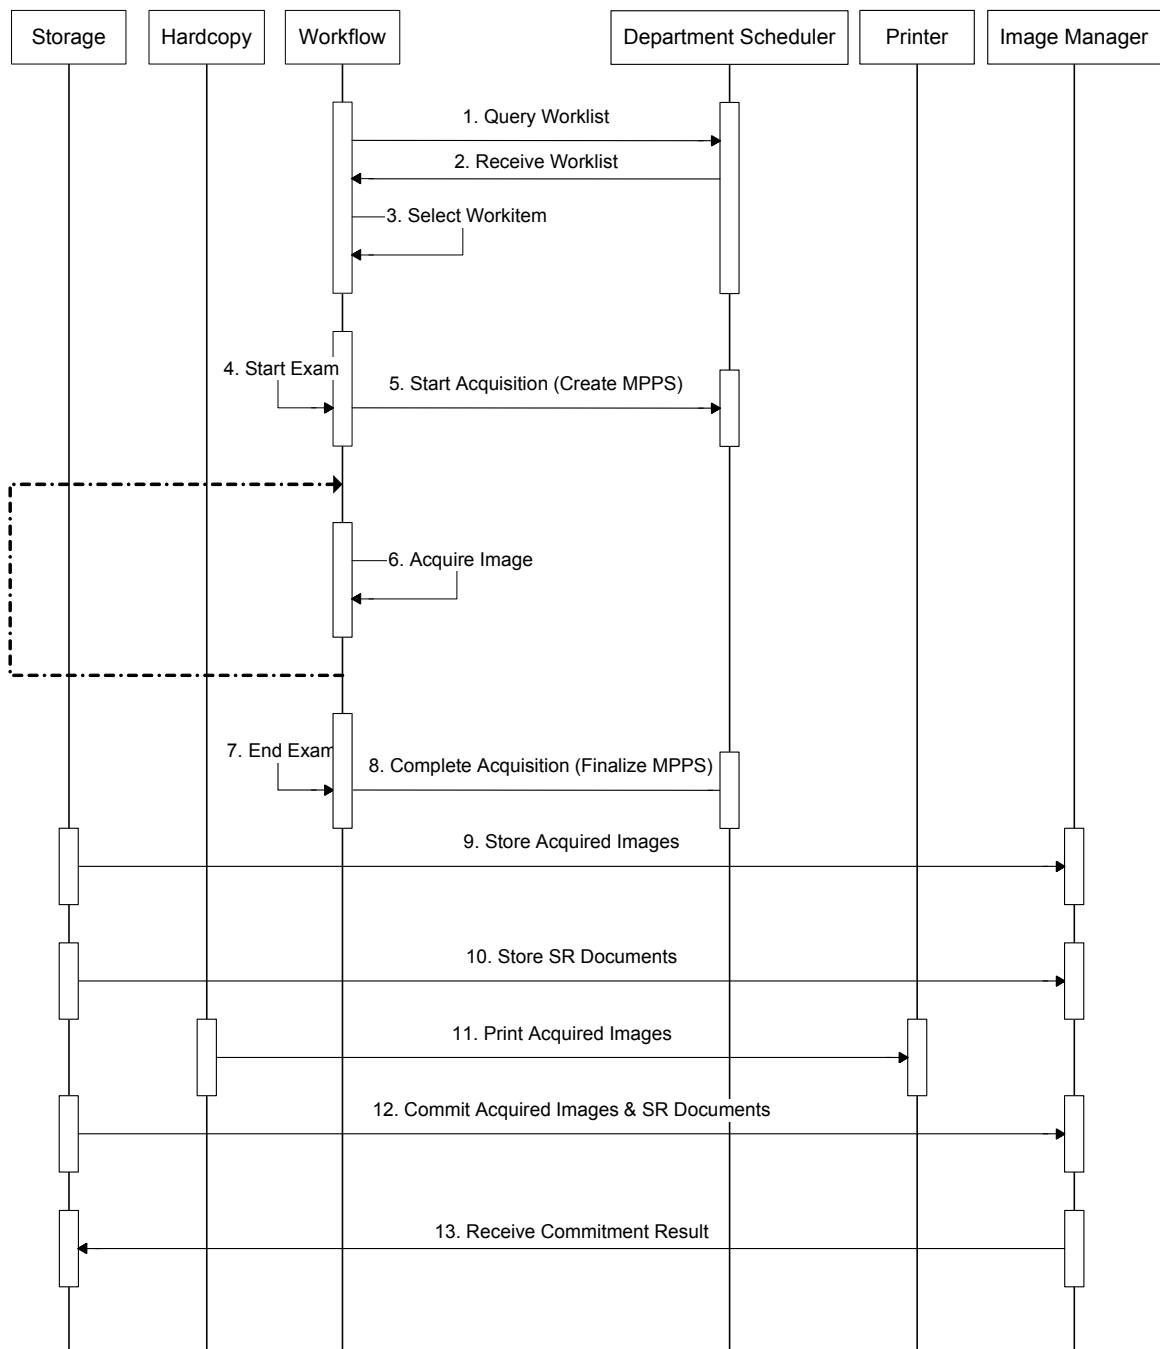 Storage
Hardcopy
Workflow
Department Scheduler
Printer
Image Manager
1. Query Worklist
2. Receive Worklist
3. Select Workitem
4. Start Exam
5. Start Acquisition (Create MPPS)
6. Acquire Image
7. End Exam
8. Complete Acquisition (Finalize MPPS)
9. Store Acquired Images
10. Store SR Documents
11. Print Acquired Images
12. Commit Acquired Images & SR Documents
13. Receive Commitment Result